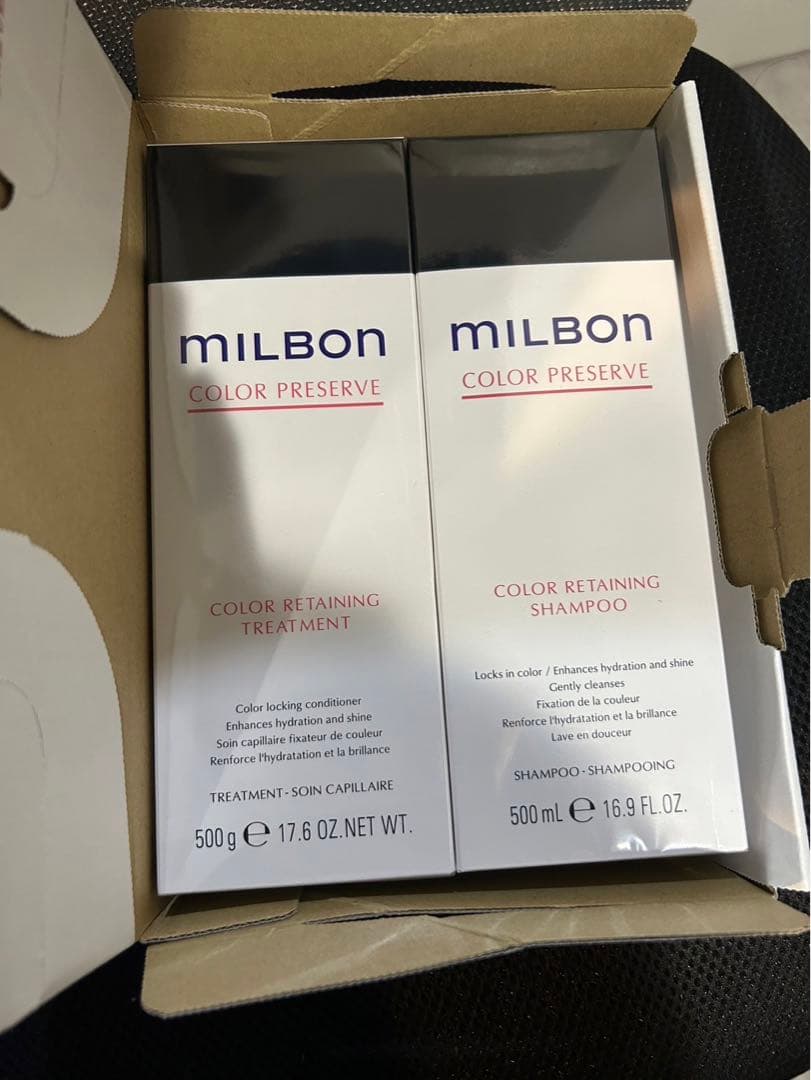 MILBON
COLOR PRESERVE
COLOR RETAINING
TREATMENT
Color locking conditioner
Enhances hydration and shine
Soin capillaire fixateur de couleur
Renforce l'hydratation et la brillance
TREATMENT - SOIN CAPILLAIRE
500 g e 17.6 OZ.NET WT.
MILBON
COLOR PRESERVE
COLOR RETAINING
SHAMPOO
Locks in color / Enhances hydration and shine
Gently cleanses
Fixation de la couleur
Renforce l'hydratation et la brillance
Lave en douceur
SHAMPOO - SHAMPOOING
500 mL e 16.9 FL.OZ.